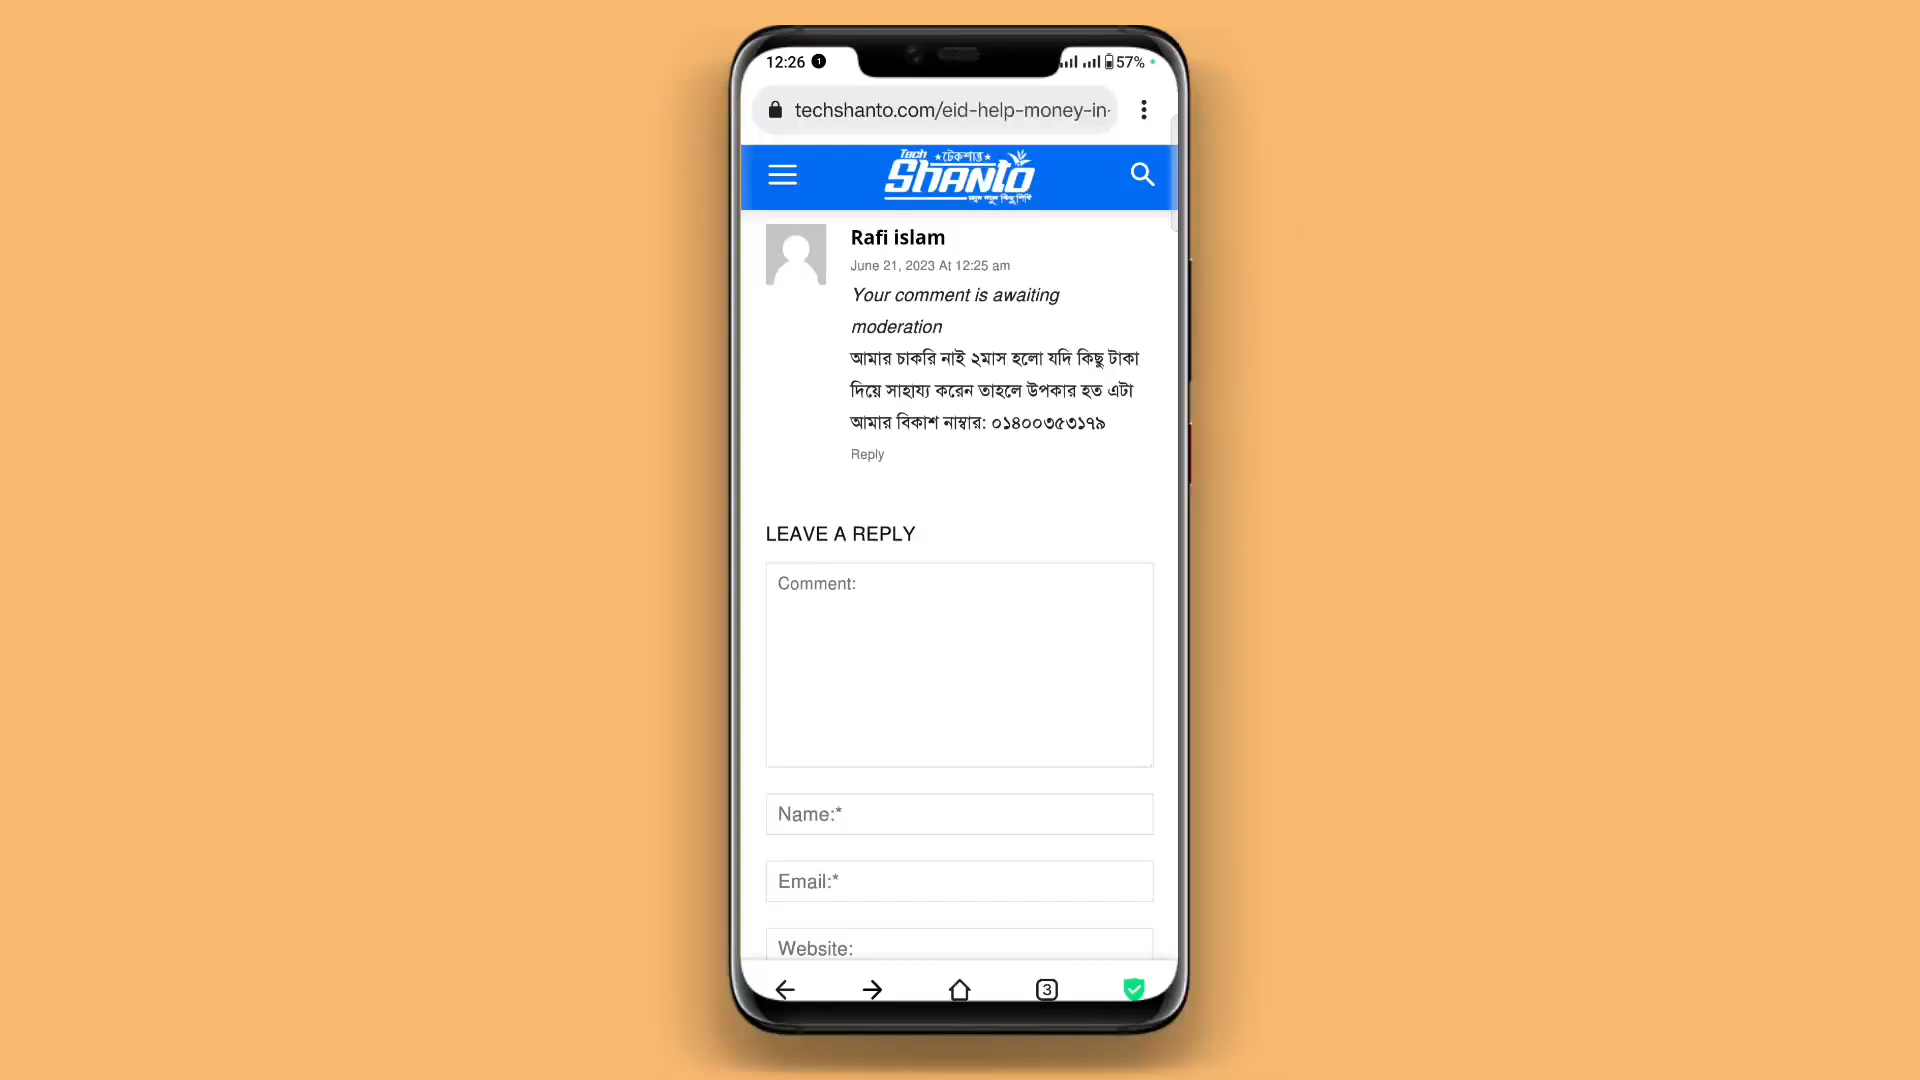 12:26 1
57%
techshanto.com/eid-help-money-in-
Tech
★টেকশান্ত★
Shanto
Rafi islam
June 21, 2023 At 12:25 am
Your comment is awaiting
moderation
আমার চাকরি নাই ২মাস হলো যদি কিছু টাকা
দিয়ে সাহায্য করেন তাহলে উপকার হত এটা
আমার বিকাশ নাম্বার: ০১৪০০৩৫৩১৭৯
Reply
LEAVE A REPLY
Comment:
Name:*
Email:*
Website:
3